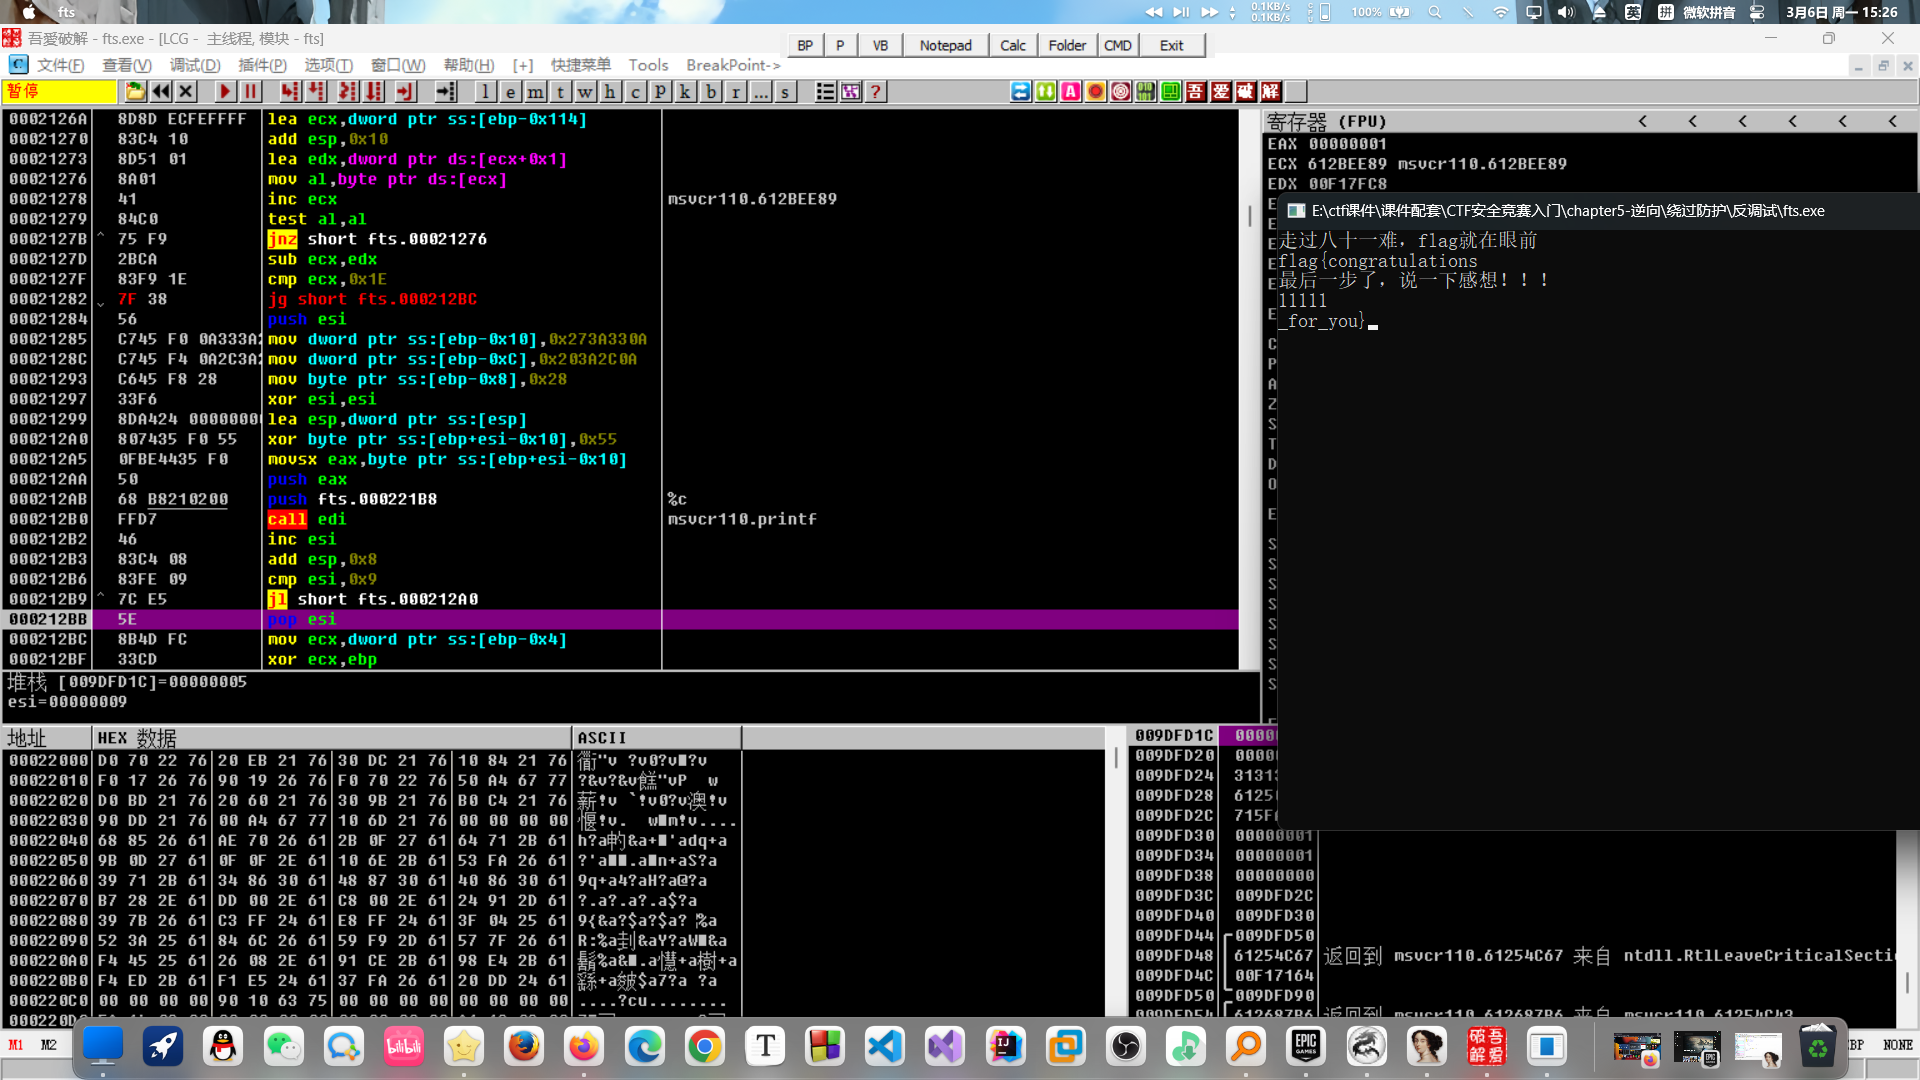 fts
0.1KB/s
0.1KB/s
100%
英
拼
微软拼音
3月6日 周一 15:26
吾愛破解 - fts.exe - [LCG - 主线程, 模块 - fts]
BP P VB Notepad Calc Folder CMD Exit
文件(F) 查看(V) 调试(D) 插件(P) 选项(T) 窗口(W) 帮助(H) [+] 快捷菜单 Tools BreakPoint->
暂停
l e m t w h c P k b r ... s ?
吾 爱 破 解
0002126A 8D8D ECFEFFFF lea ecx,dword ptr ss:[ebp-0x114]
00021270 83C4 10 add esp,0x10
00021273 8D51 01 lea edx,dword ptr ds:[ecx+0x1]
00021276 8A01 mov al,byte ptr ds:[ecx]
00021278 41 inc ecx msvcr110.612BEE89
00021279 84C0 test al,al
0002127B ^ 75 F9 jnz short fts.00021276
0002127D 2BCA sub ecx,edx
0002127F 83F9 1E cmp ecx,0x1E
00021282 7F 38 jg short fts.000212BC
00021284 56 push esi
00021285 C745 F0 0A333A2 mov dword ptr ss:[ebp-0x10],0x273A330A
0002128C C745 F4 0A2C3A2 mov dword ptr ss:[ebp-0xC],0x203A2C0A
00021293 C645 F8 28 mov byte ptr ss:[ebp-0x8],0x28
00021297 33F6 xor esi,esi
00021299 8DA424 0000000 lea esp,dword ptr ss:[esp]
000212A0 807435 F0 55 xor byte ptr ss:[ebp+esi-0x10],0x55
000212A5 0FBE4435 F0 movsx eax,byte ptr ss:[ebp+esi-0x10]
000212AA 50 push eax
000212AB 68 B8210200 push fts.000221B8 %c
000212B0 FFD7 call edi msvcr110.printf
000212B2 46 inc esi
000212B3 83C4 08 add esp,0x8
000212B6 83FE 09 cmp esi,0x9
000212B9 ^ 7C E5 jl short fts.000212A0
000212BB 5E pop esi
000212BC 8B4D FC mov ecx,dword ptr ss:[ebp-0x4]
000212BF 33CD xor ecx,ebp
寄存器 (FPU) < < < < < <
EAX 00000001
ECX 612BEE89 msvcr110.612BEE89
EDX 00F17FC8
E:\ctf课件\课件配套\CTF安全竞赛入门\chapter5-逆向\绕过防护\反调试\fts.exe
走过八十一难，flag就在眼前
flag{congratulations
最后一步了，说一下感想！！！
11111
_for_you}
堆栈 [009DFD1C]=00000005
esi=00000009
地址 HEX 数据 ASCII
00022000 D0 70 22 76 20 EB 21 76 30 DC 21 76 10 84 21 76
00022010 F0 17 26 76 90 19 26 76 F0 70 22 76 50 A4 67 77
00022020 D0 BD 21 76 20 60 21 76 30 9B 21 76 B0 C4 21 76
00022030 90 DD 21 76 00 A4 67 77 10 6D 21 76 00 00 00 00
00022040 68 85 26 61 AE 70 26 61 2B 0F 27 61 64 71 2B 61
00022050 9B 0D 27 61 0F 0F 2E 61 10 6E 2B 61 53 FA 26 61
00022060 39 71 2B 61 34 86 30 61 48 87 30 61 40 86 30 61 9q+a4?aH?a@?a
00022070 B7 28 2E 61 DD 00 2E 61 C8 00 2E 61 24 91 2D 61 ?.a?.a?.a$?a
00022080 39 7B 26 61 C3 FF 24 61 E8 FF 24 61 3F 04 25 61 9{&a?$a?$a? %a
00022090 52 3A 25 61 84 6C 26 61 59 F9 2D 61 57 7F 26 61
000220A0 F4 45 25 61 26 08 2E 61 91 CE 2B 61 98 E4 2B 61
000220B0 F4 ED 2B 61 F1 E5 24 61 37 FA 26 61 20 DD 24 61
000220C0 00 00 00 00 90 10 63 75 00 00 00 00 00 00 00 00 ....?cu........
009DFD1C 0000
009DFD20 0000
009DFD24 3131
009DFD28 6125
009DFD2C 715F
009DFD30 00000001
009DFD34 00000001
009DFD38 00000000
009DFD3C 009DFD2C
009DFD40 009DFD30
009DFD44 009DFD50
009DFD48 61254C67 返回到 msvcr110.61254C67 来自 ntdll.RtlLeaveCriticalSecti
009DFD4C 00F17164
009DFD50 009DFD90
009DFD54 612687B6 返回到 msvcr110.612687B6 来自 msvcr110.61254C43
M1 M2
bilibili
T
IJ
EPIC GAMES
吾爱破解
EBP NONE